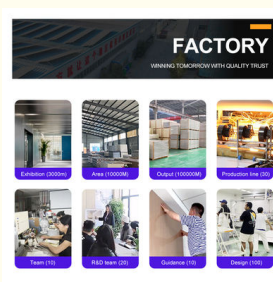 FACTORY
WINNING TOMORROW WITH QUALITY TRUST
Exhibition (3000m)
Area (10000M)
Output (100000M)
Production line (30)
Team (10)
R&D team (20)
Guidance (10)
Design (100)